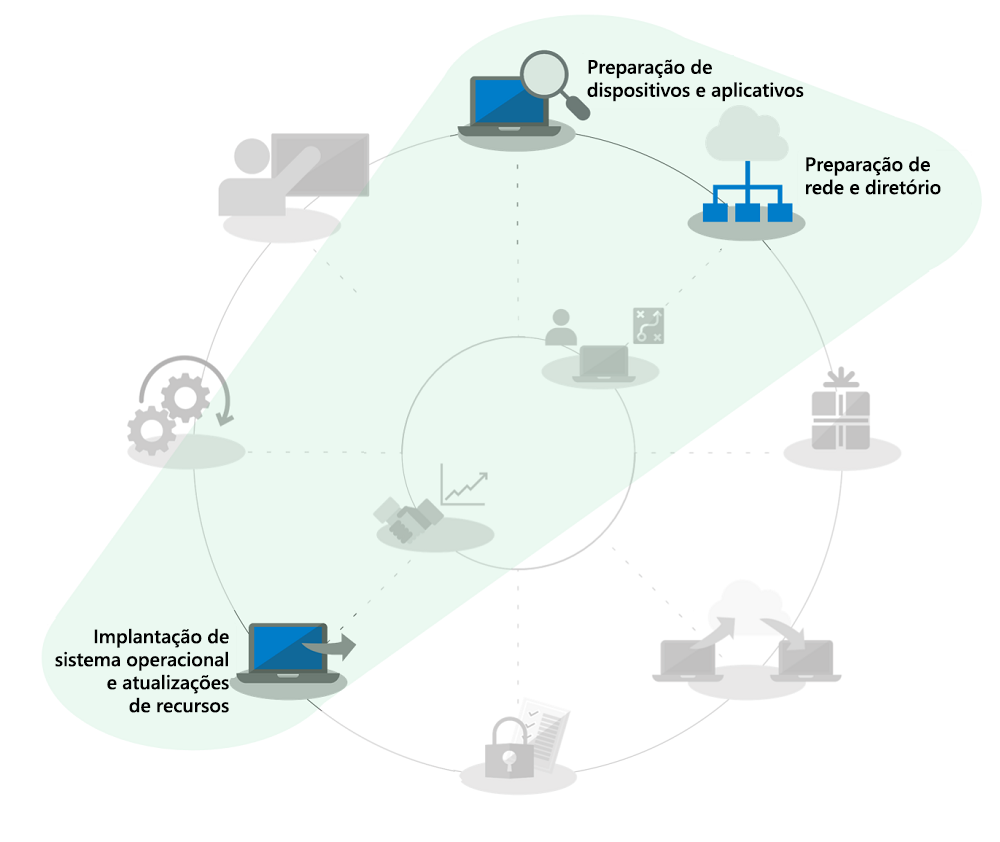 Preparação de
dispositivos e aplicativos
Preparação de
rede e diretório
Implantação de
sistema operacional
e atualizações
de recursos